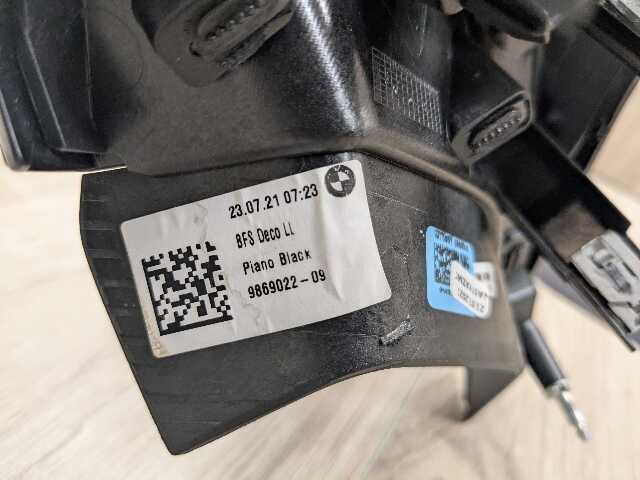 23.07.21 07:23
BFS Deco LL
Piano Black
9869022-09